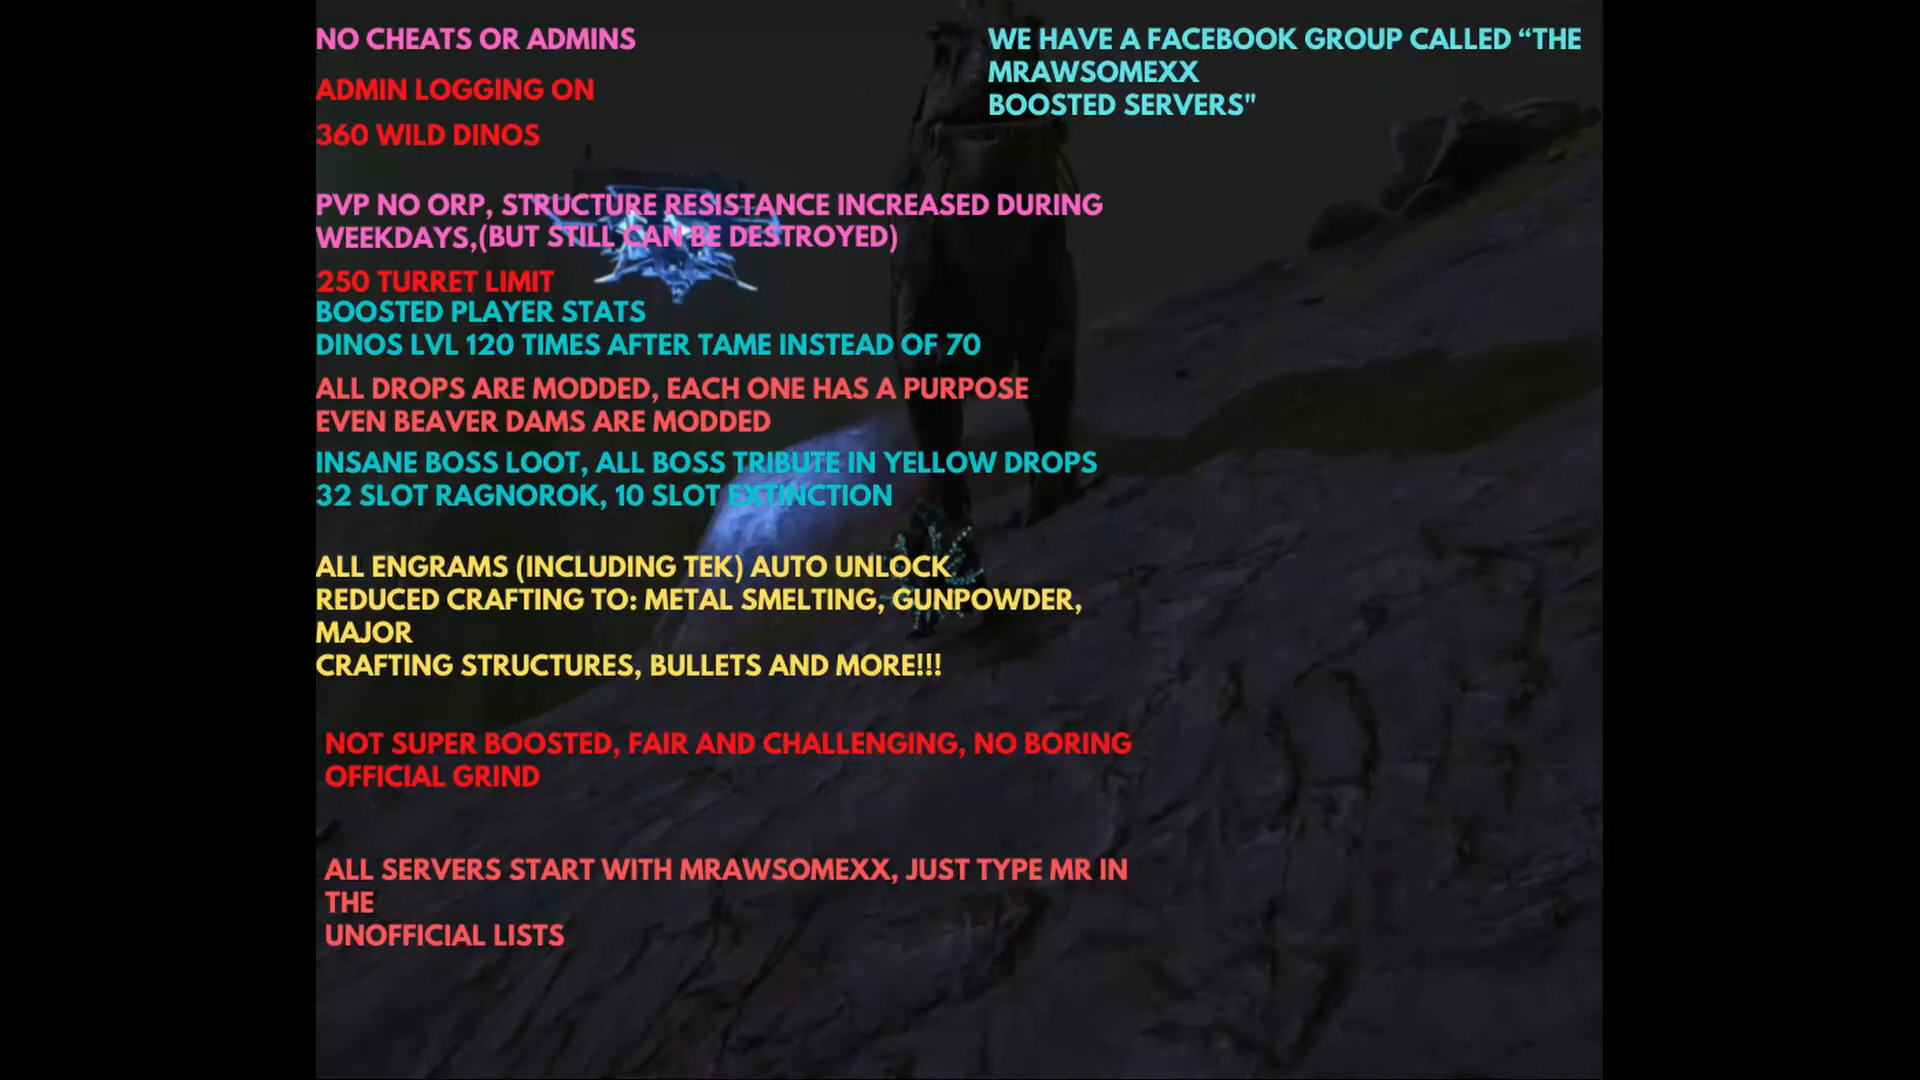 NO CHEATS OR ADMINS
ADMIN LOGGING ON
360 WILD DINOS
PVP NO ORP, STRUCTURE RESISTANCE INCREASED DURING
WEEKDAYS,(BUT STILL CAN BE DESTROYED)
250 TURRET LIMIT
BOOSTED PLAYER STATS
DINOS LVL 120 TIMES AFTER TAME INSTEAD OF 70
ALL DROPS ARE MODDED, EACH ONE HAS A PURPOSE
EVEN BEAVER DAMS ARE MODDED
INSANE BOSS LOOT, ALL BOSS TRIBUTE IN YELLOW DROPS
32 SLOT RAGNOROK, 10 SLOT EXTINCTION
ALL ENGRAMS (INCLUDING TEK) AUTO UNLOCK
REDUCED CRAFTING TO: METAL SMELTING, GUNPOWDER,
MAJOR
CRAFTING STRUCTURES, BULLETS AND MORE!!!
NOT SUPER BOOSTED, FAIR AND CHALLENGING, NO BORING
OFFICIAL GRIND
ALL SERVERS START WITH MRAWSOMEXX, JUST TYPE MR IN
THE
UNOFFICIAL LISTS
WE HAVE A FACEBOOK GROUP CALLED “THE
MRAWSOMEXX
BOOSTED SERVERS"